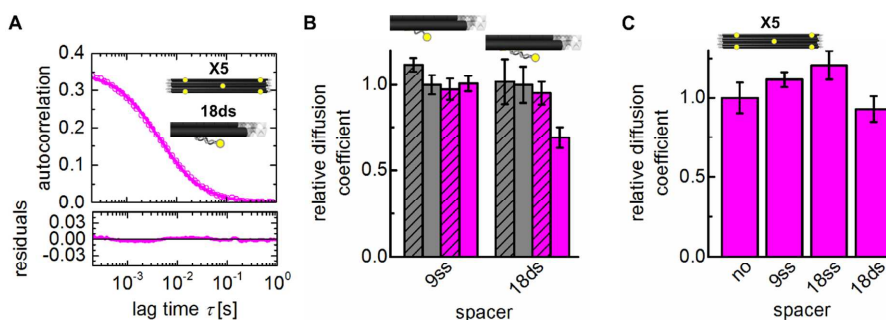 A
X5
18ds
autocorrelation
0.4
0.3
0.2
0.1
0.0
residuals
0.03
0.00
-0.03
10⁻³
10⁻²
10⁻¹
10⁰
lag time τ [s]
B
relative diffusion
coefficient
1.0
0.5
0.0
9ss
18ds
spacer
C
X5
relative diffusion
coefficient
1.0
0.5
0.0
no
9ss
18ss
18ds
spacer